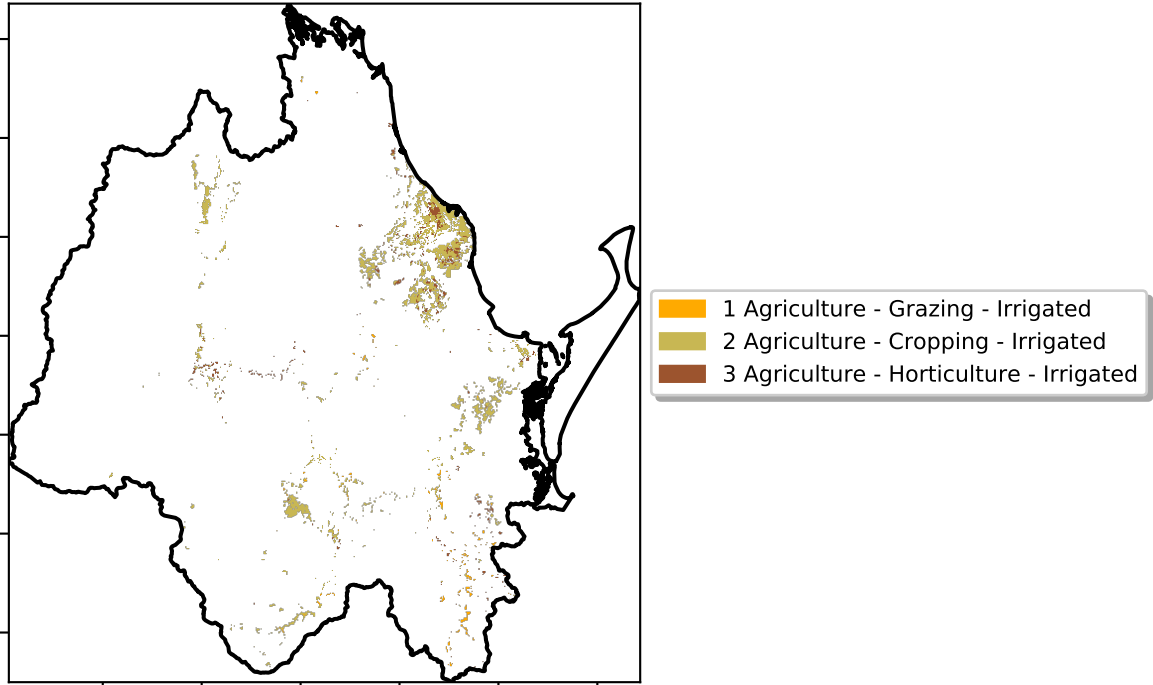 1 Agriculture - Grazing - Irrigated
2 Agriculture - Cropping - Irrigated
3 Agriculture - Horticulture - Irrigated